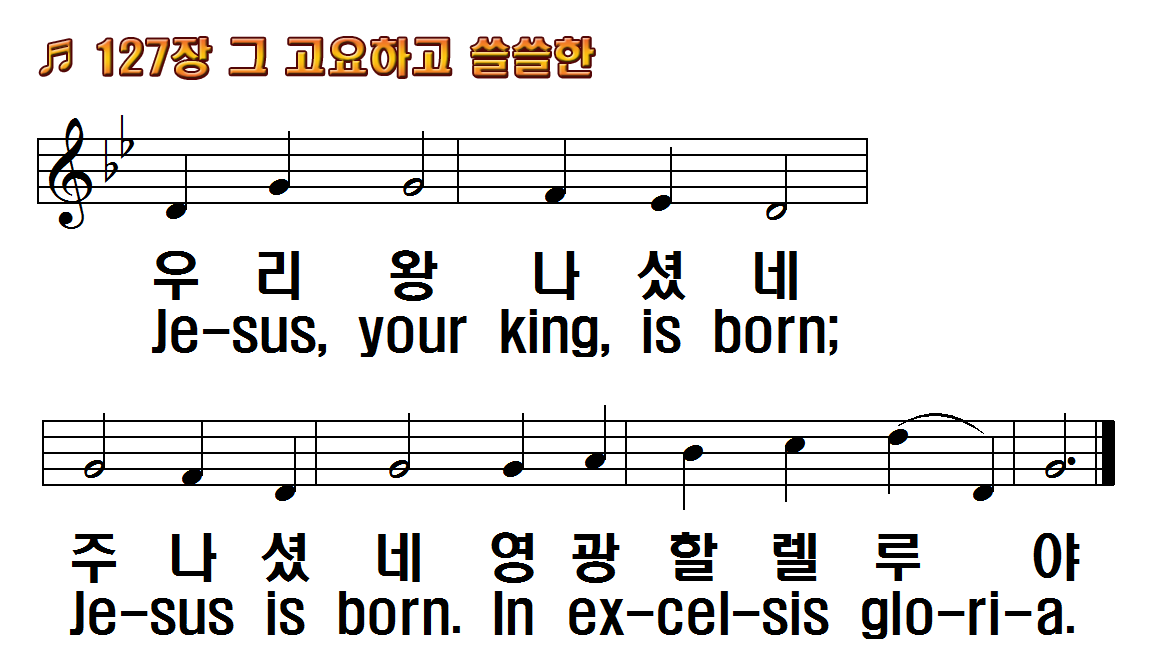 ♬ 127장 그 고요하고 쓸쓸한
우 리 왕 나 셨 네
Je-sus, your king, is born;
주 나 셨 네 영 광 할 렐 루 야
Je-sus is born. In ex-cel-sis glo-ri-a.